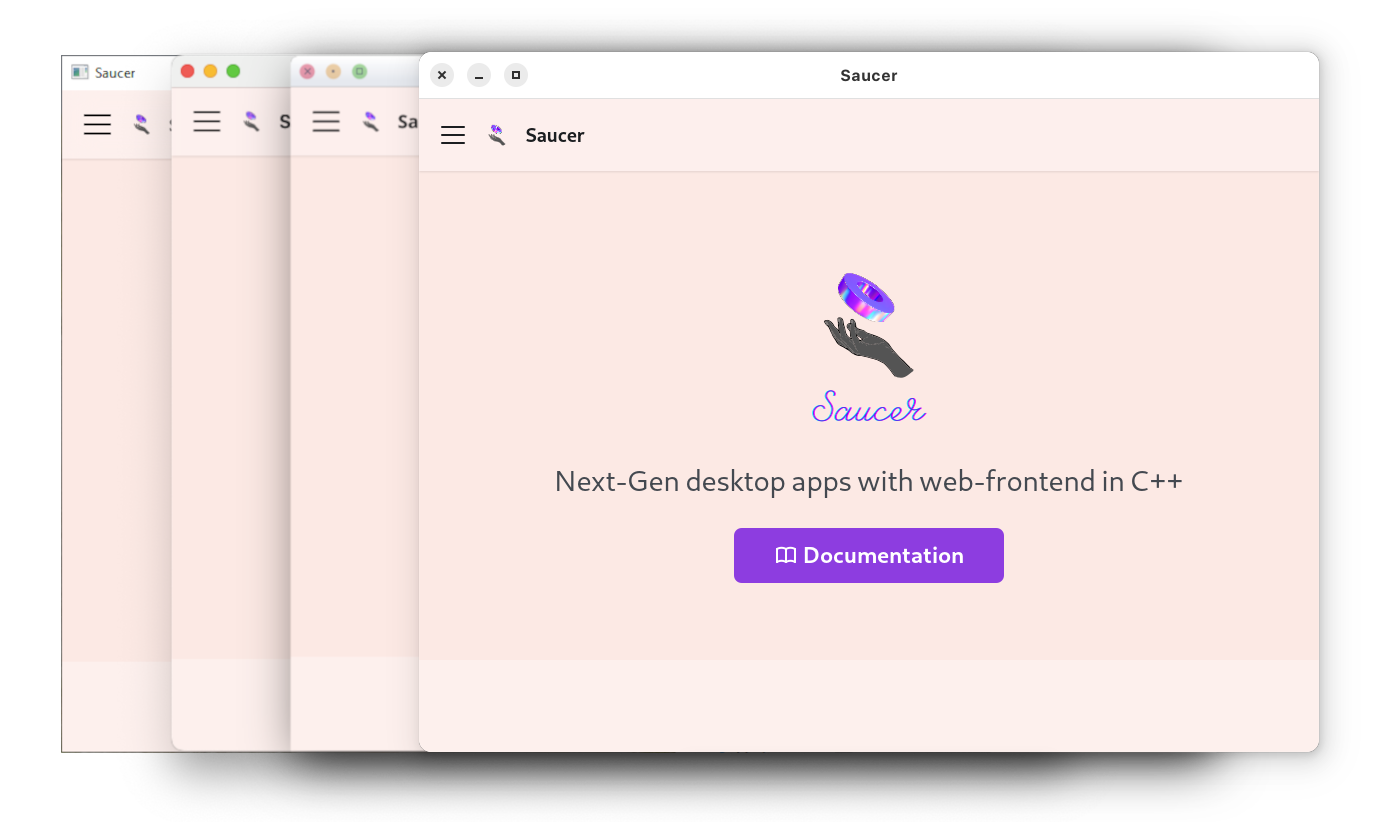 Saucer
Saucer
S
Sa
Saucer
Saucer
Next-Gen desktop apps with web-frontend in C++
Documentation